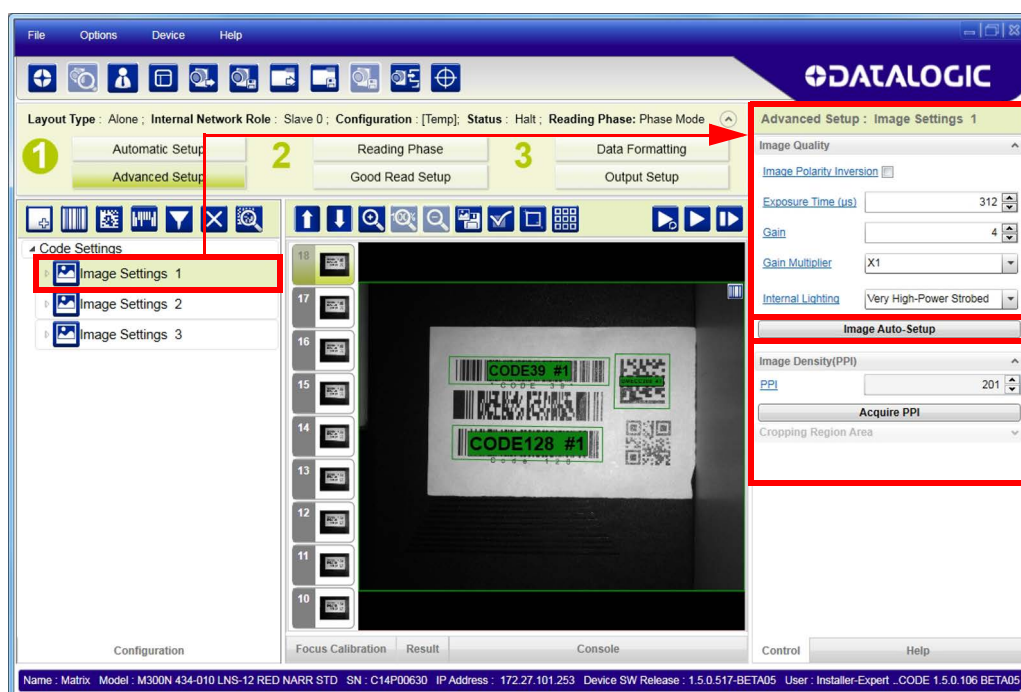 File Options Device Help
DATALOGIC
Layout Type : Alone ; Internal Network Role : Slave 0 ; Configuration : [Temp]; Status : Halt ; Reading Phase: Phase Mode
1 Automatic Setup 2 Reading Phase 3 Data Formatting
Advanced Setup Good Read Setup Output Setup
Code Settings
Image Settings 1
Image Settings 2
Image Settings 3
Configuration
100%
18
17
16
15
14
13
12
11
10
CODE39 #1
CODE 39
CODE128 #1
Code 128
Focus Calibration Result Console
Advanced Setup : Image Settings 1
Image Quality
Image Polarity Inversion
Exposure Time (µs) 312
Gain 4
Gain Multiplier X1
Internal Lighting Very High-Power Strobed
Image Auto-Setup
Image Density(PPI)
PPI 201
Acquire PPI
Cropping Region Area
Control Help
Name : Matrix Model : M300N 434-010 LNS-12 RED NARR STD SN : C14P00630 IP Address : 172.27.101.253 Device SW Release : 1.5.0.517-BETA05 User : Installer-Expert ..CODE 1.5.0.106 BETA05